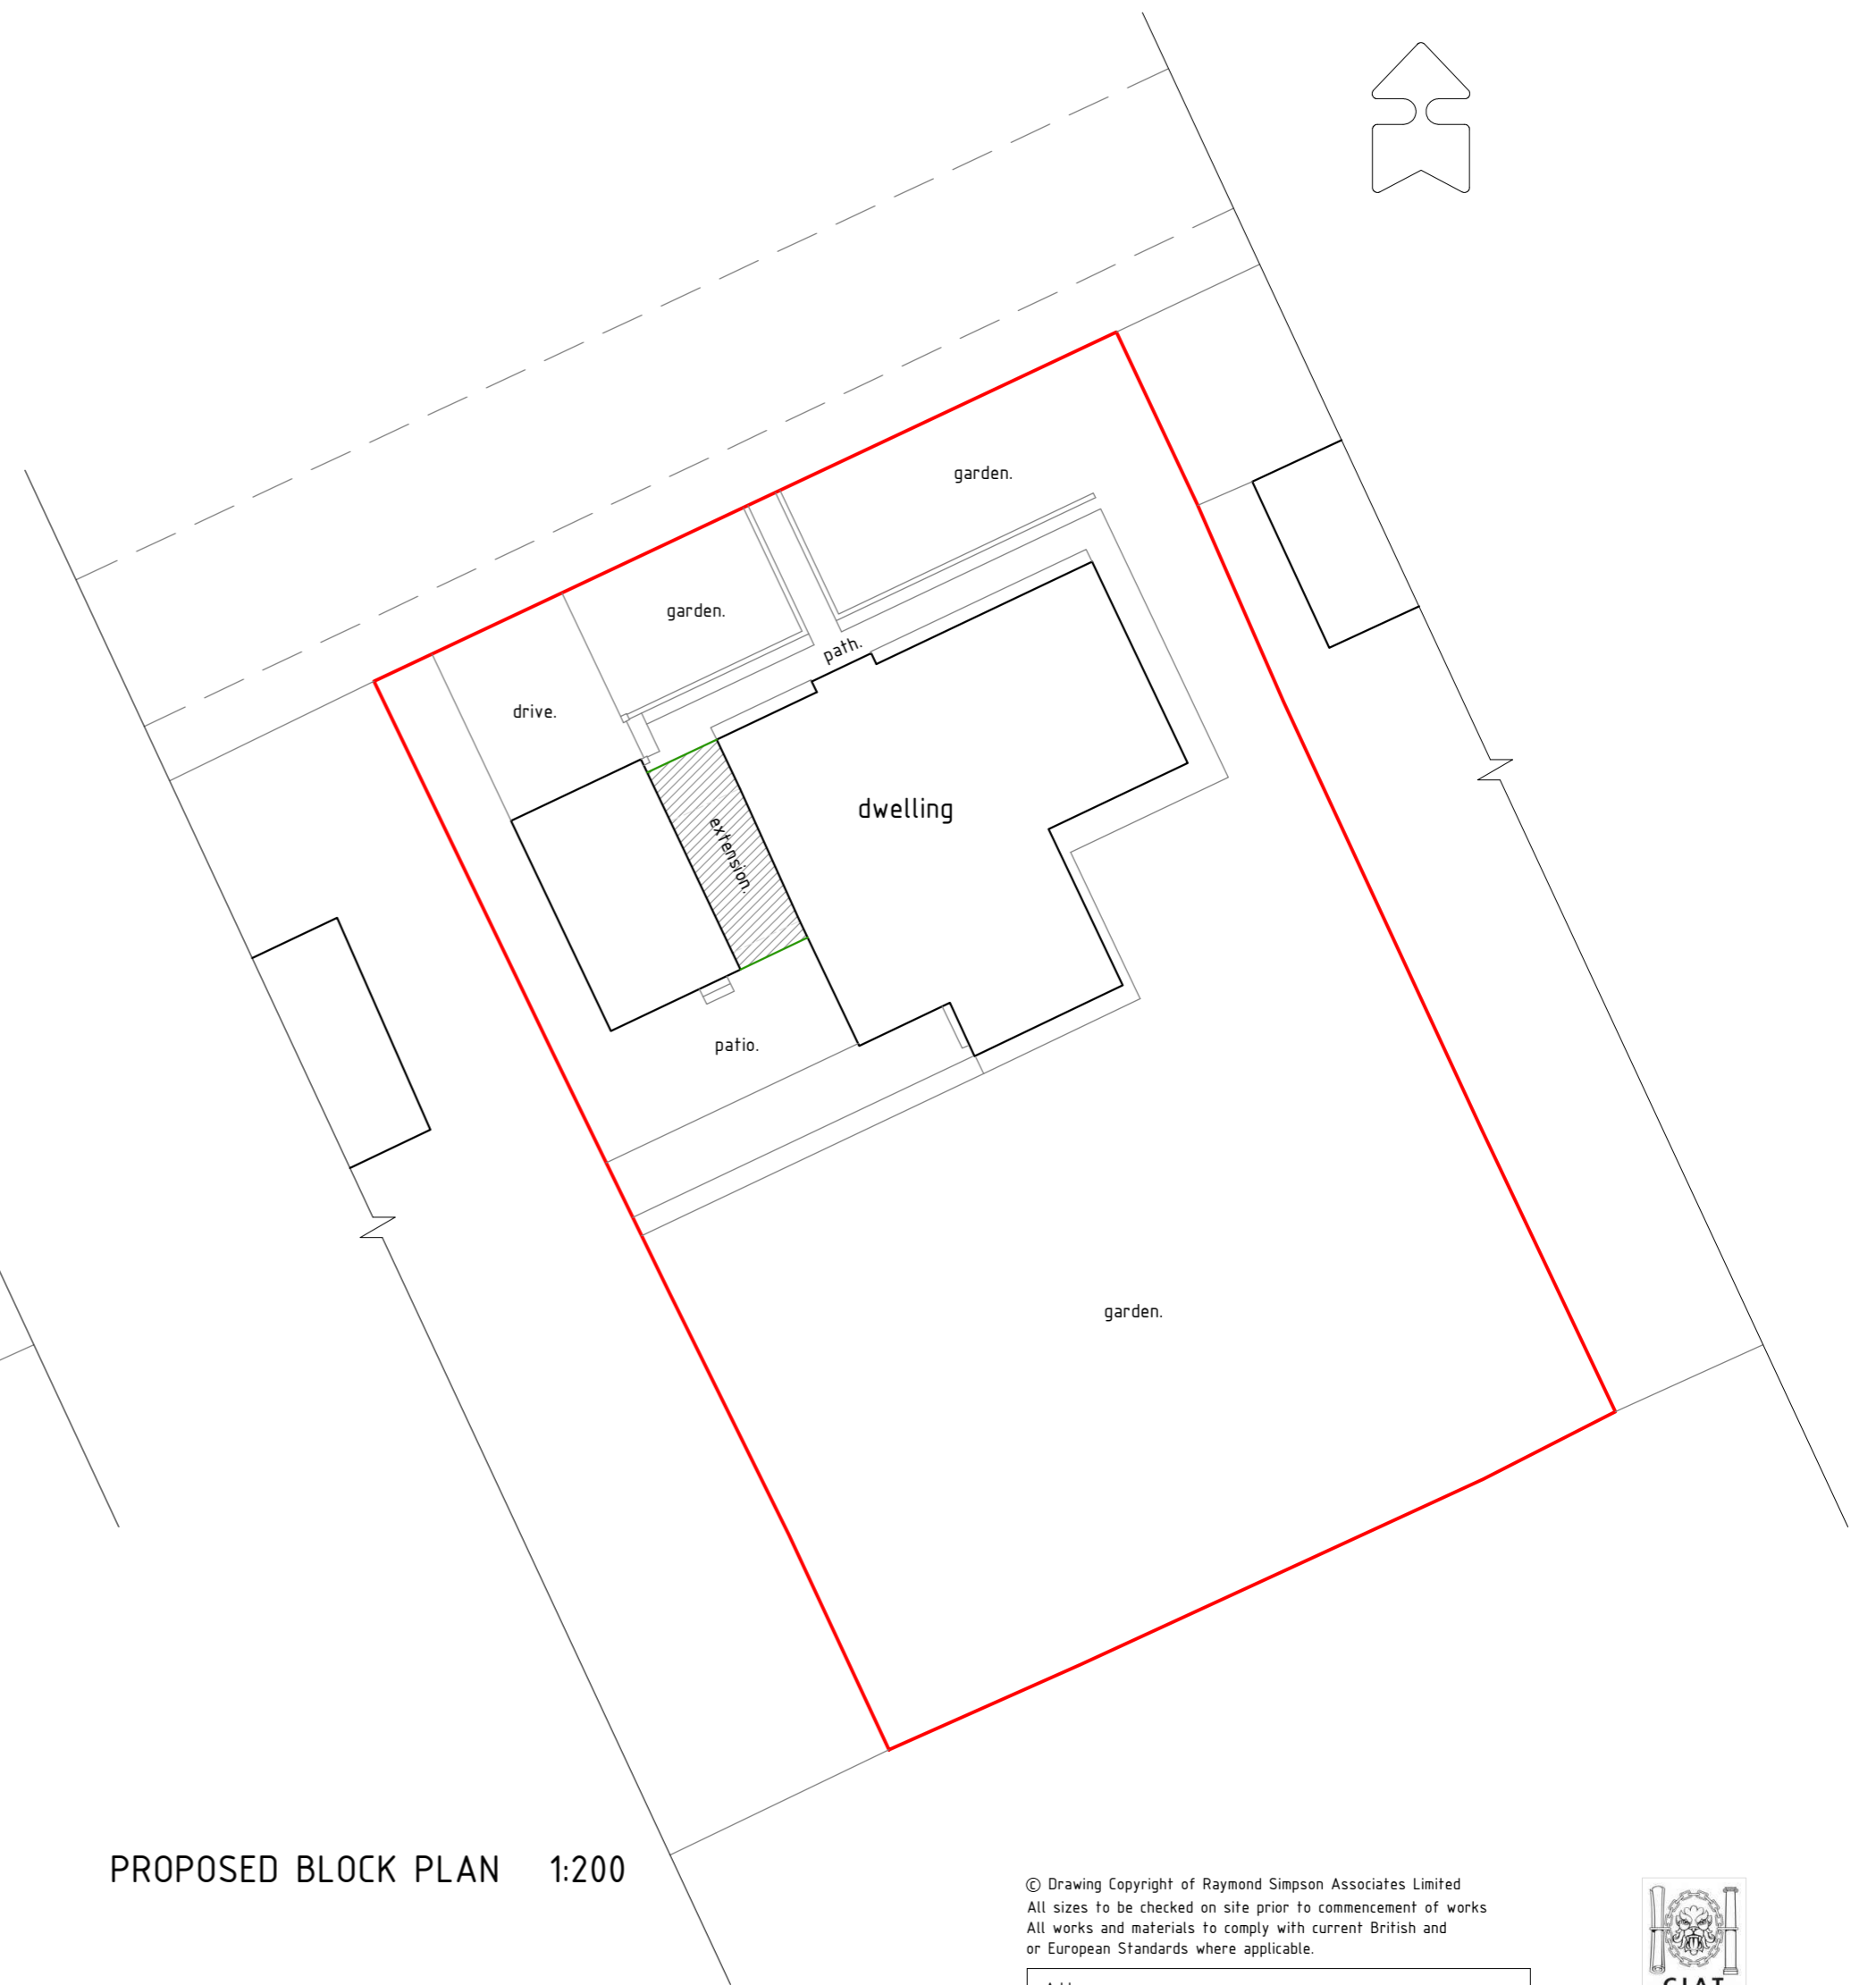 garden.
garden.
path.
drive.
dwelling
extension.
patio.
garden.
PROPOSED BLOCK PLAN 1:200
© Drawing Copyright of Raymond Simpson Associates Limited
All sizes to be checked on site prior to commencement of works
All works and materials to comply with current British and
or European Standards where applicable.